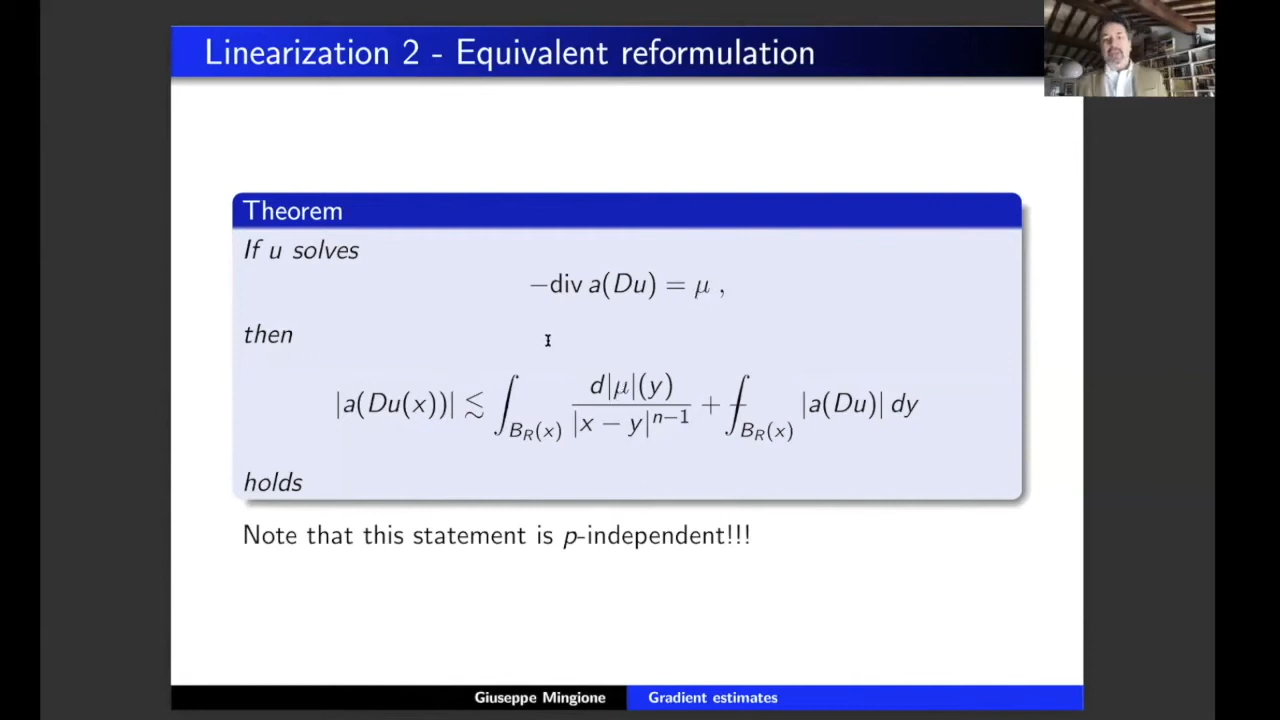 Linearization 2 - Equivalent reformulation
Theorem
If u solves
−div a(Du) = μ ,
then
|a(Du(x))| ≲ ∫_{B_R(x)} d|μ|(y) / |x − y|^{n−1} + ⨍_{B_R(x)} |a(Du)| dy
holds
Note that this statement is p-independent!!!
Giuseppe Mingione
Gradient estimates